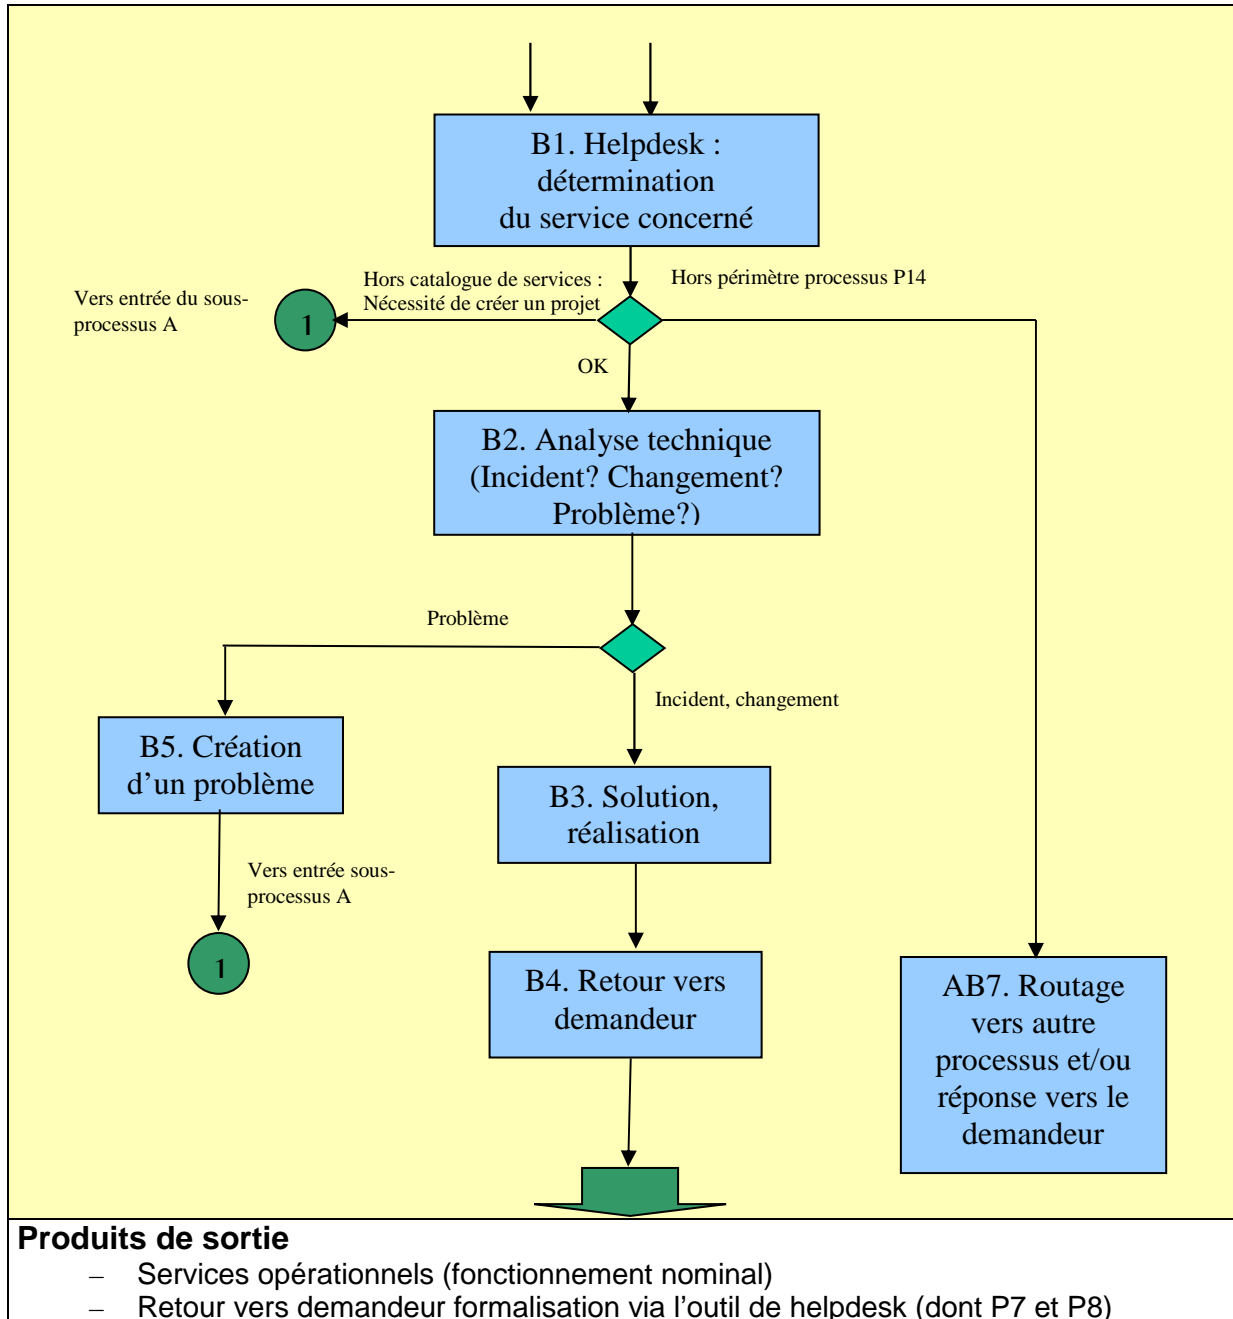 B1. Helpdesk :
détermination
du service concerné
Hors catalogue de services :
Nécessité de créer un projet
Hors périmètre processus P14
Vers entrée du sous-
processus A
1
OK
B2. Analyse technique
(Incident? Changement?
Problème?)
Problème
Incident, changement
B5. Création
d’un problème
B3. Solution,
réalisation
Vers entrée sous-
processus A
1
B4. Retour vers
demandeur
AB7. Routage
vers autre
processus et/ou
réponse vers le
demandeur
Produits de sortie
– Services opérationnels (fonctionnement nominal)
– Retour vers demandeur formalisation via l’outil de helpdesk (dont P7 et P8)